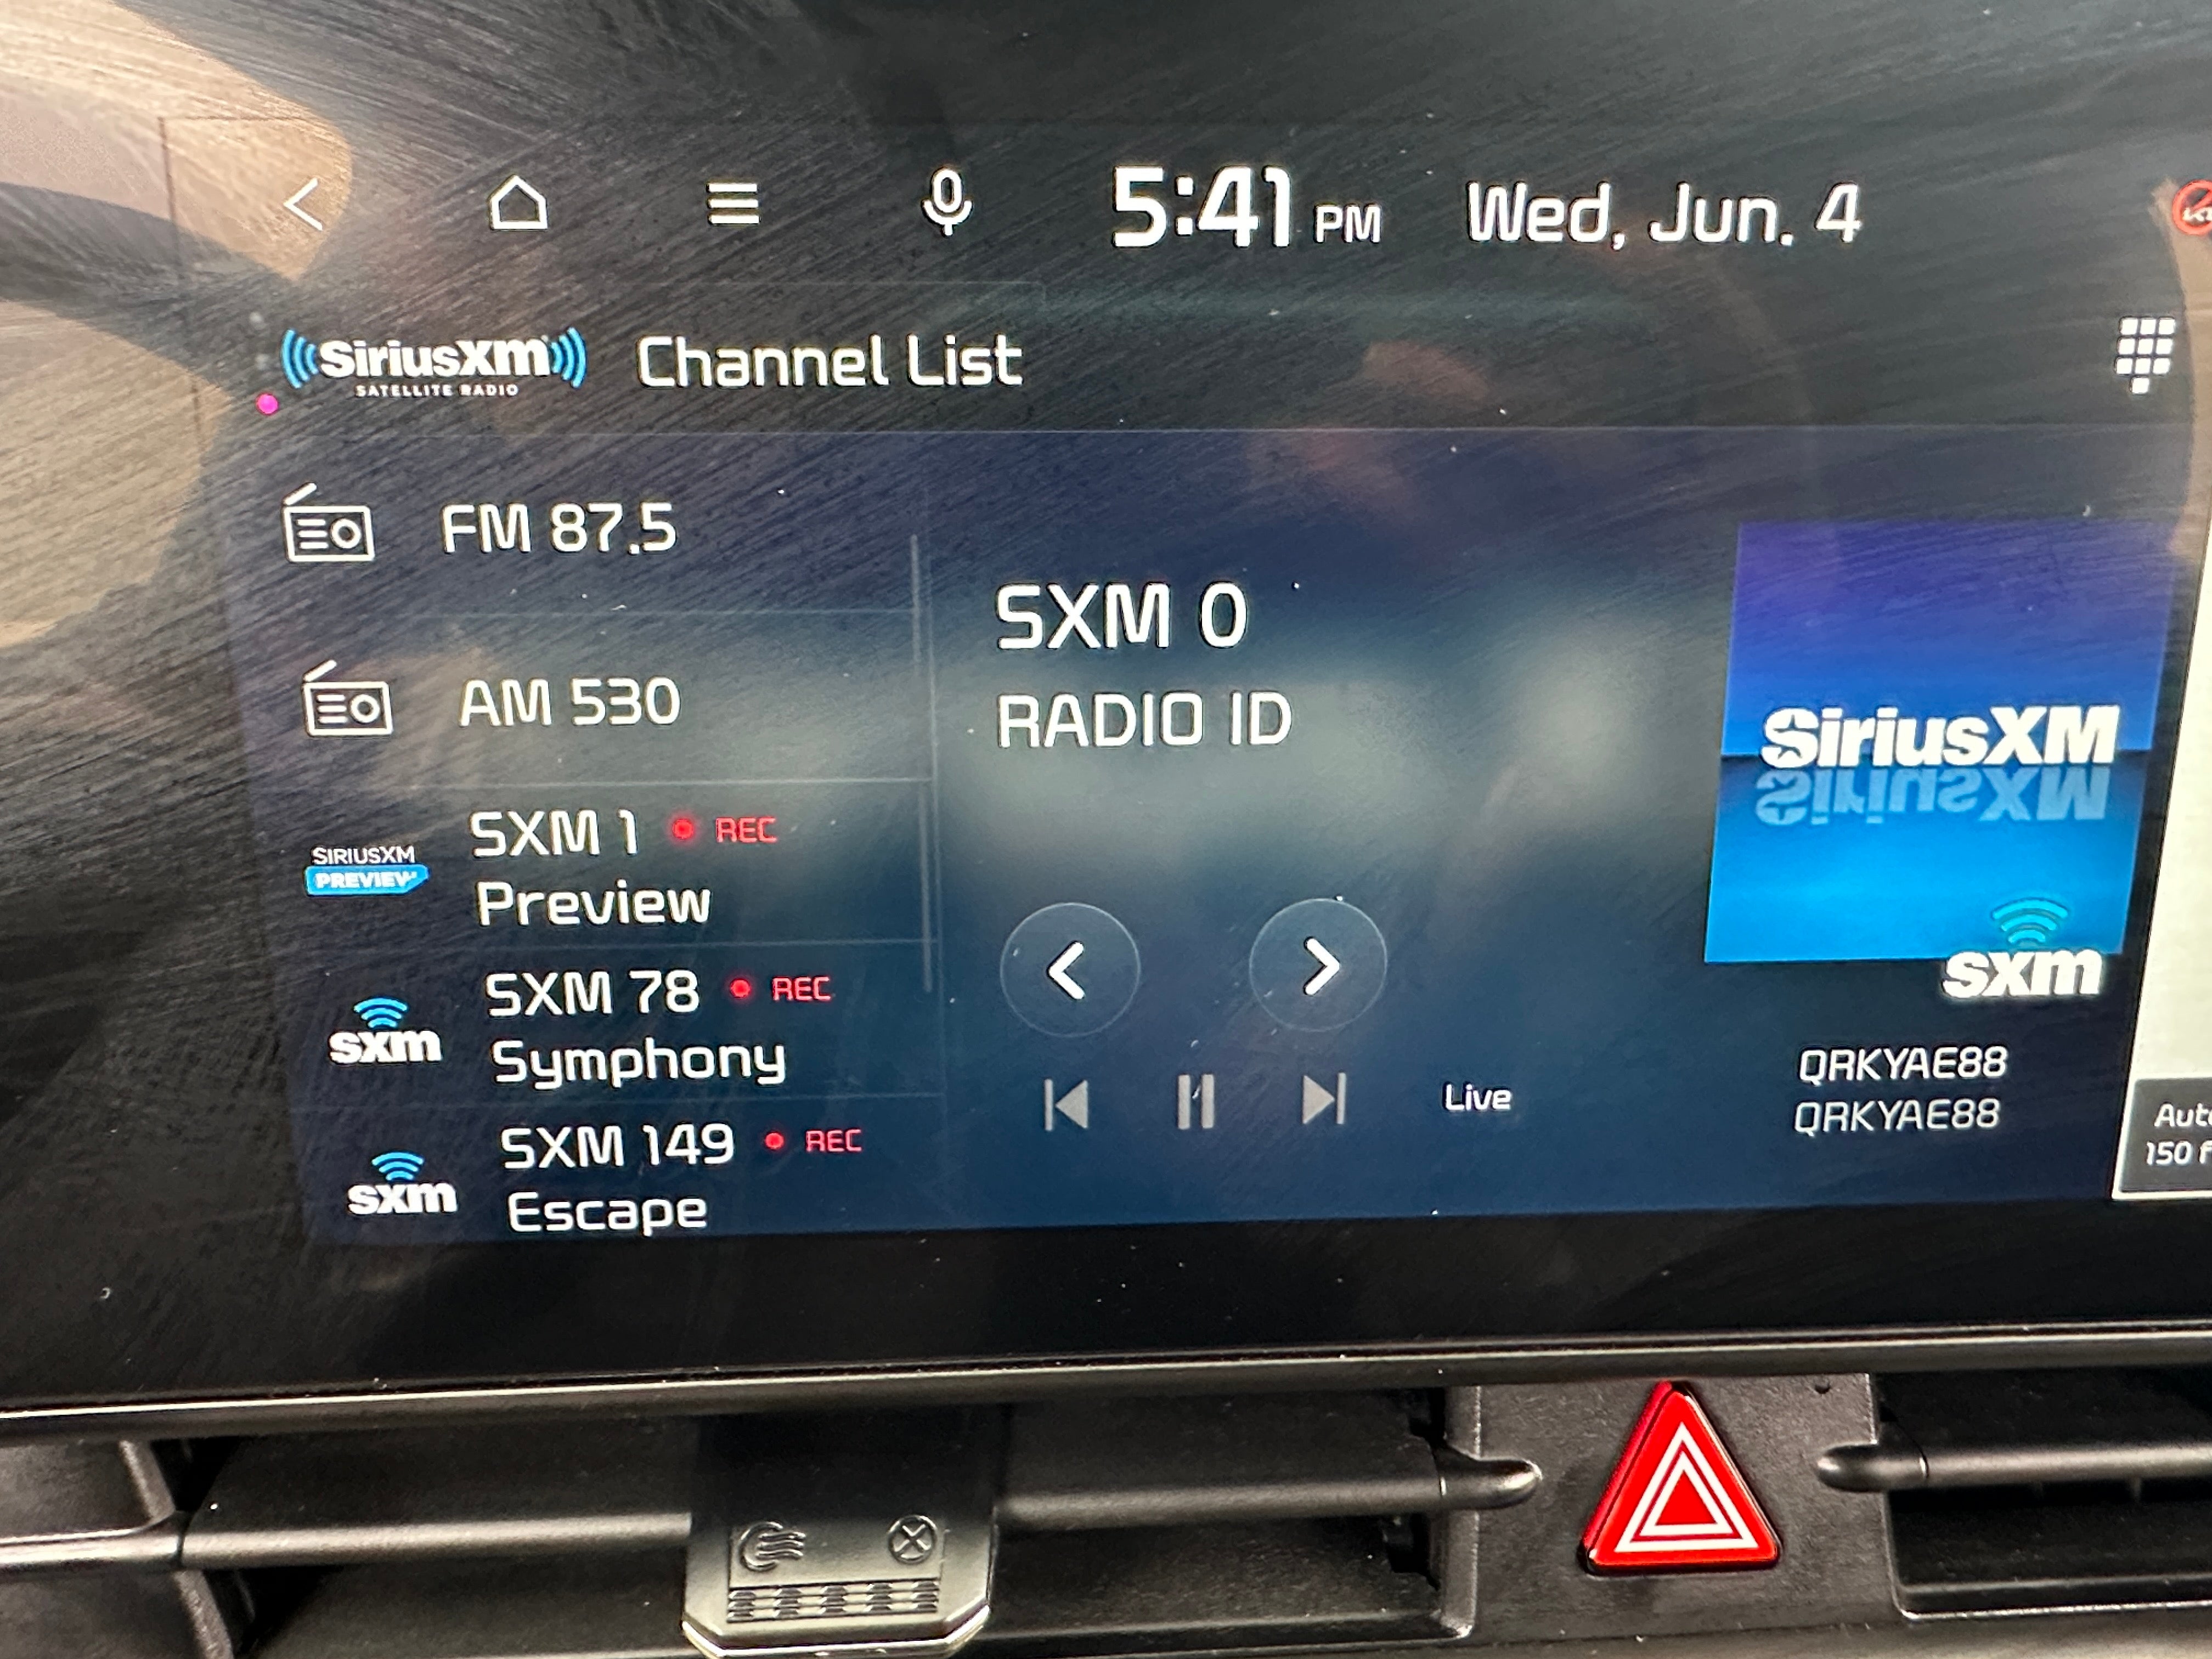 5:41 PM Wed, Jun. 4
SiriusXM Channel List
SATELLITE RADIO
FM 87.5
AM 530
SXM 1 REC
SIRIUSXM
PREVIEW
Preview
SXM 78 REC
sxm
Symphony
SXM 149 REC
sxm
Escape
SXM 0
RADIO ID
Live
SiriusXM
sxm
QRKYAE88
QRKYAE88
150